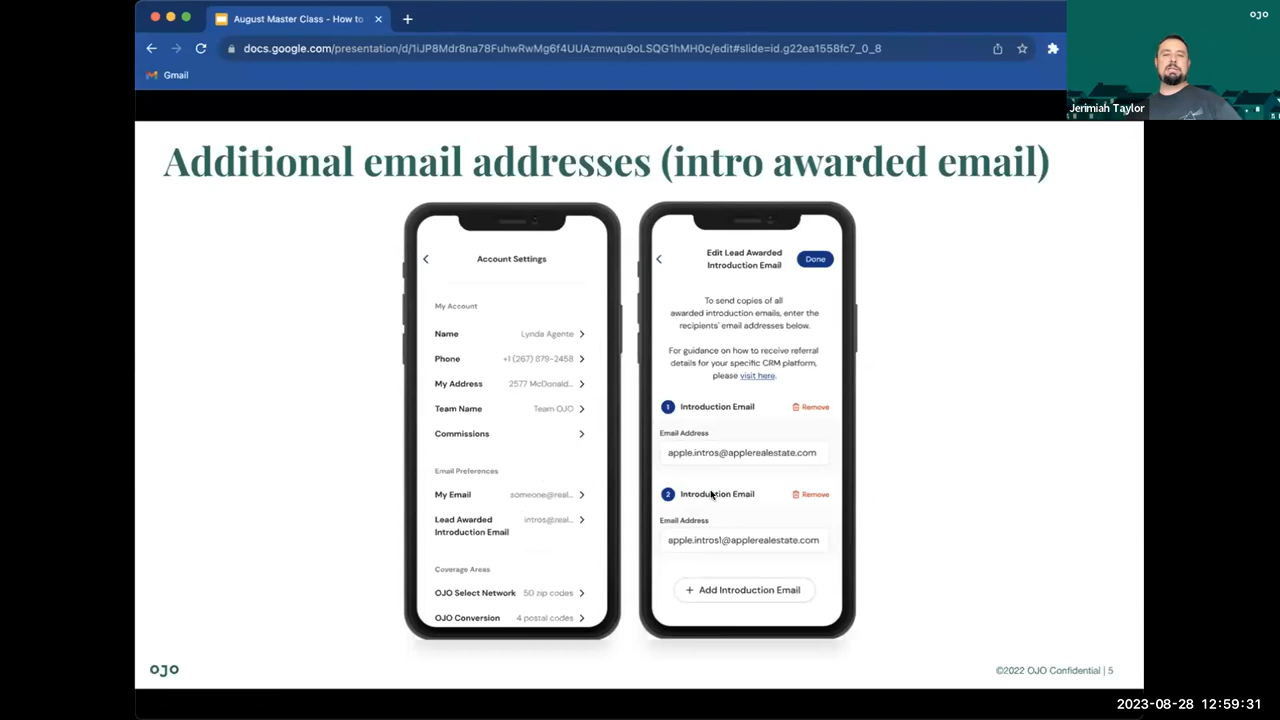 August Master Class - How to
docs.google.com/presentation/d/1iJP8Mdr8na78FuhwRwMg6f4UUAzmwqu9oLSQG1hMH0c/edit#slide=id.g22ea1558fc7_0_8
Gmail
OJO
Jerimiah Taylor
Additional email addresses (intro awarded email)
Account Settings
My Account
Name Lynda Agente
Phone +1 (267) 879-2458
My Address 2577 McDonald...
Team Name Team OJO
Commissions
Email Preferences
My Email someone@real...
Lead Awarded intros@real...
Introduction Email
Coverage Areas
OJO Select Network 50 zip codes
OJO Conversion 4 postal codes
Edit Lead Awarded
Introduction Email
Done
To send copies of all
awarded introduction emails, enter the
recipients' email addresses below.
For guidance on how to receive referral
details for your specific CRM platform,
please visit here.
1 Introduction Email Remove
Email Address
apple.intros@applerealestate.com
2 Introduction Email Remove
Email Address
apple.intros1@applerealestate.com
+ Add Introduction Email
OJO
©2022 OJO Confidential | 5
2023-08-28 12:59:31